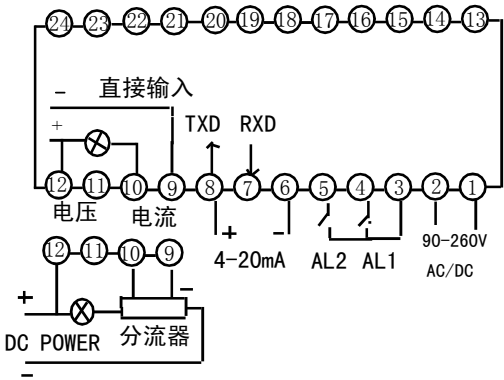 24 23 22 21 20 19 18 17 16 15 14 13
- 直接输入
+ TXD RXD
12 11 10 9 8 7 6 5 4 3 2 1
电压 电流 + - 90-260V
4-20mA AL2 AL1 AC/DC
12 11 10 9
+ -
DC POWER 分流器
-